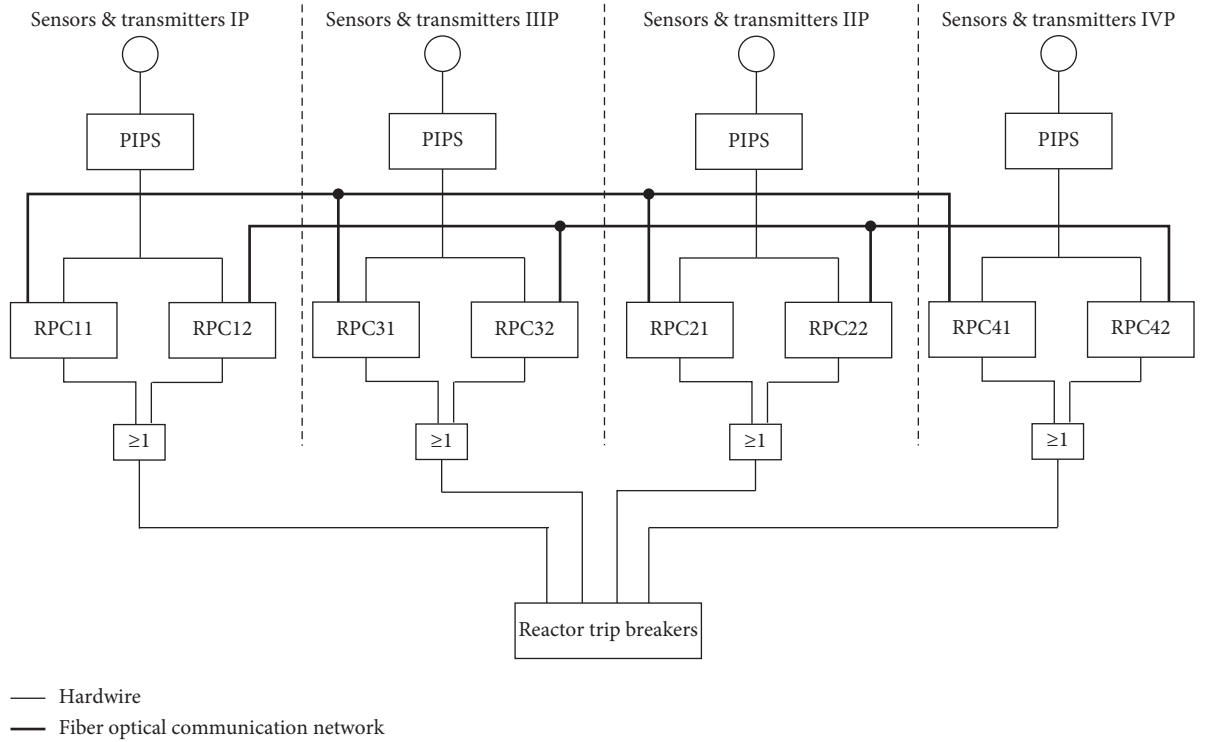 Sensors & transmitters IP
Sensors & transmitters IIIP
Sensors & transmitters IIP
Sensors & transmitters IVP
PIPS
PIPS
PIPS
PIPS
RPC11
RPC12
RPC31
RPC32
RPC21
RPC22
RPC41
RPC42
≥1
≥1
≥1
≥1
Reactor trip breakers
Hardwire
Fiber optical communication network